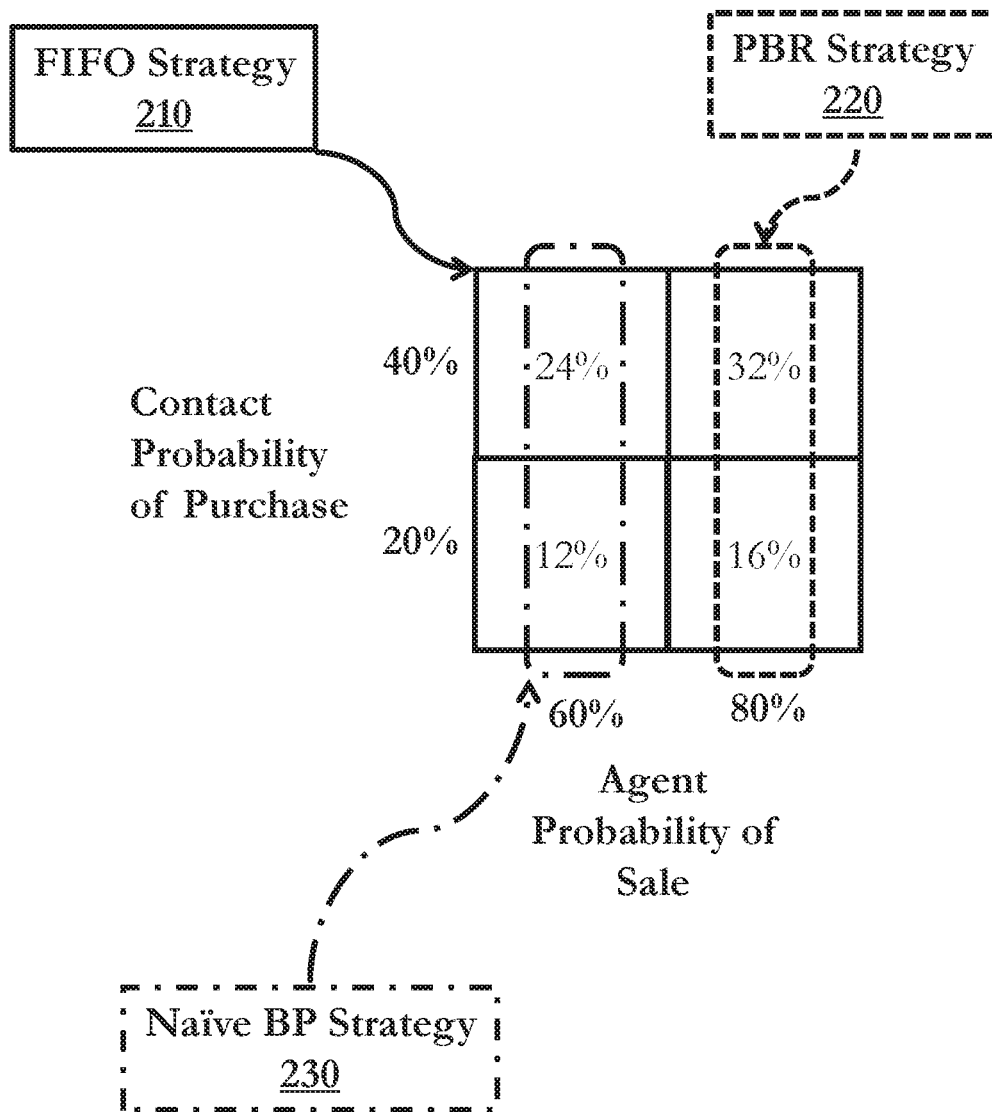 FIFO Strategy
210
PBR Strategy
220
40%
24%
32%
Contact
Probability
of Purchase
20%
12%
16%
60%
80%
Agent
Probability of
Sale
Naïve BP Strategy
230